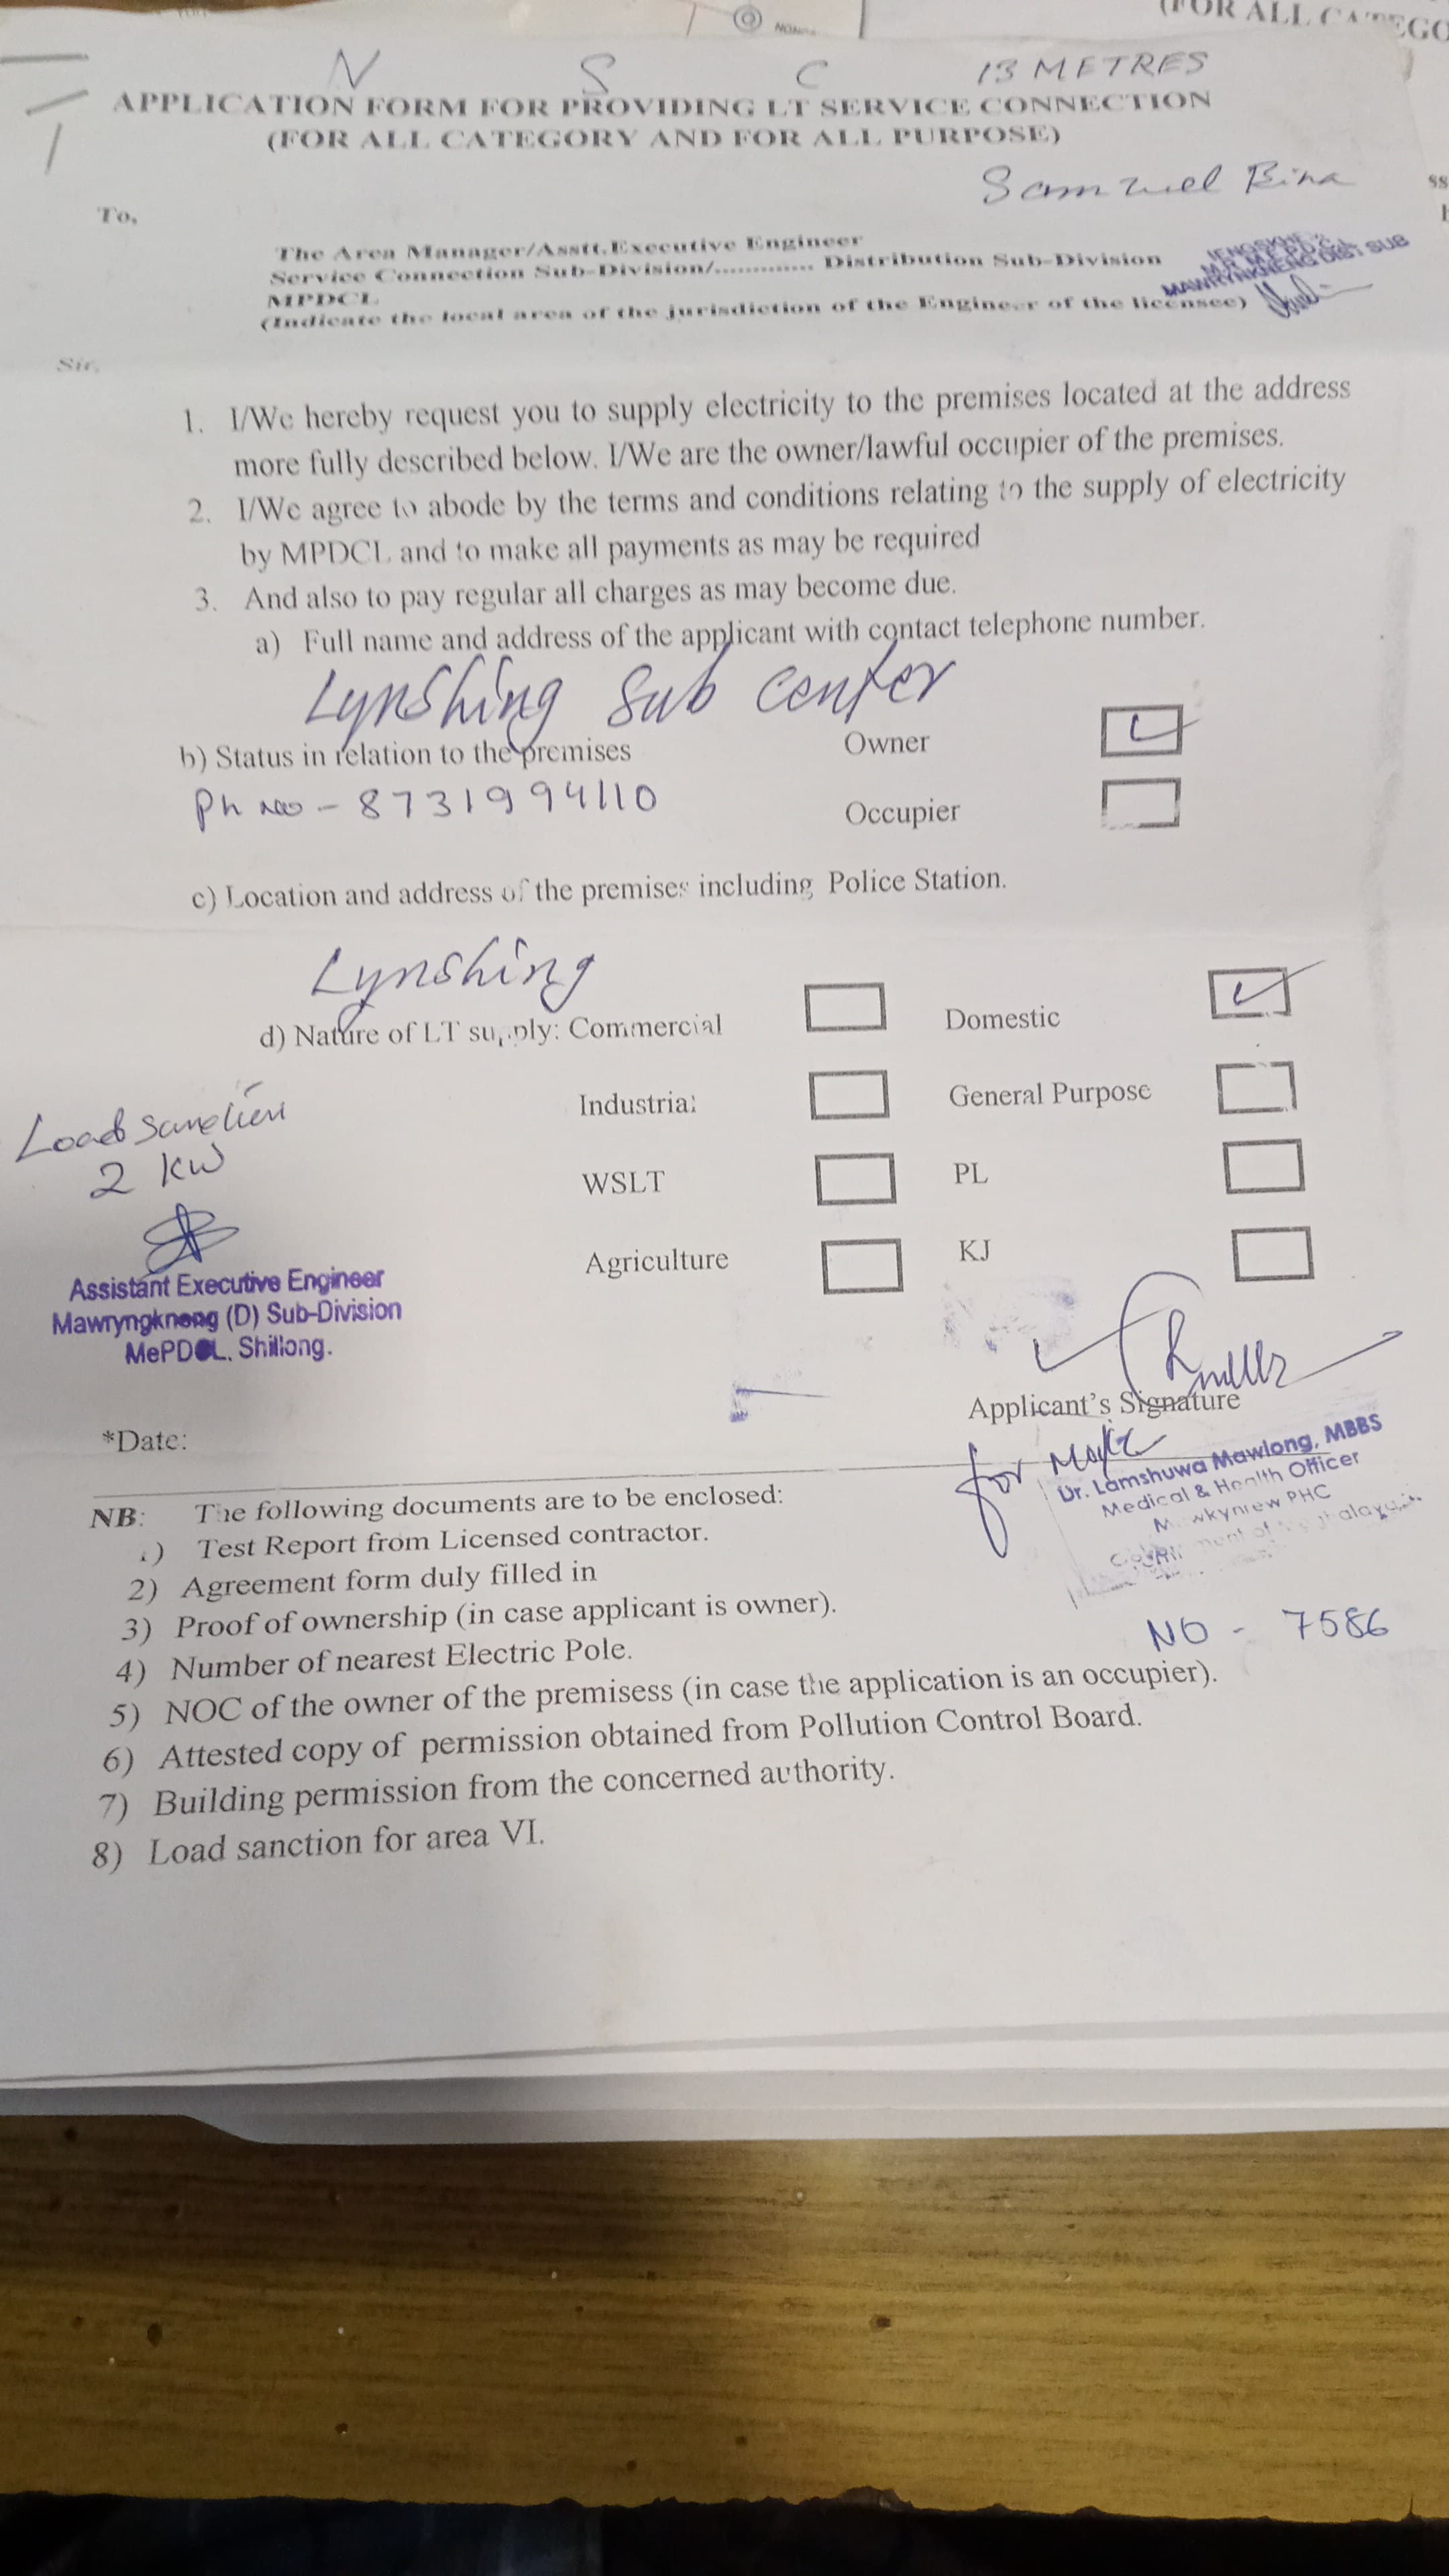 (FOR ALL CATEGO
N S C 13 METRES
APPLICATION FORM FOR PROVIDING LT SERVICE CONNECTION
(FOR ALL CATEGORY AND FOR ALL PURPOSE)
Samuel Bina
To,
The Area Manager/Asstt.Executive Engineer
Service Connection Sub-Division/............. Distribution Sub-Division
MPDCL
MAWRYNKNENG DIST SUB
(Indicate the local area of the jurisdiction of the Engineer of the licensee)
Sir,
1. I/We hereby request you to supply electricity to the premises located at the address
more fully described below. I/We are the owner/lawful occupier of the premises.
2. I/We agree to abode by the terms and conditions relating to the supply of electricity
by MPDCL and to make all payments as may be required
3. And also to pay regular all charges as may become due.
a) Full name and address of the applicant with contact telephone number.
Lynshing Sub center
b) Status in relation to the premises Owner
Ph no - 8731994110 Occupier
c) Location and address of the premises including Police Station.
Lynshing
d) Nature of LT supply: Commercial Domestic
Industrial General Purpose
Load sanction
2 KW
WSLT PL
Agriculture KJ
Assistant Executive Engineer
Mawryngkneng (D) Sub-Division
MePDCL, Shillong.
Applicant's Signature
*Date:
for
Dr. Lamshuwa Mawlong, MBBS
Medical & Health Officer
Mawkynrew PHC
NB: The following documents are to be enclosed:
1) Test Report from Licensed contractor.
2) Agreement form duly filled in
3) Proof of ownership (in case applicant is owner).
NO - 7586
4) Number of nearest Electric Pole.
5) NOC of the owner of the premisess (in case the application is an occupier).
6) Attested copy of permission obtained from Pollution Control Board.
7) Building permission from the concerned authority.
8) Load sanction for area VI.